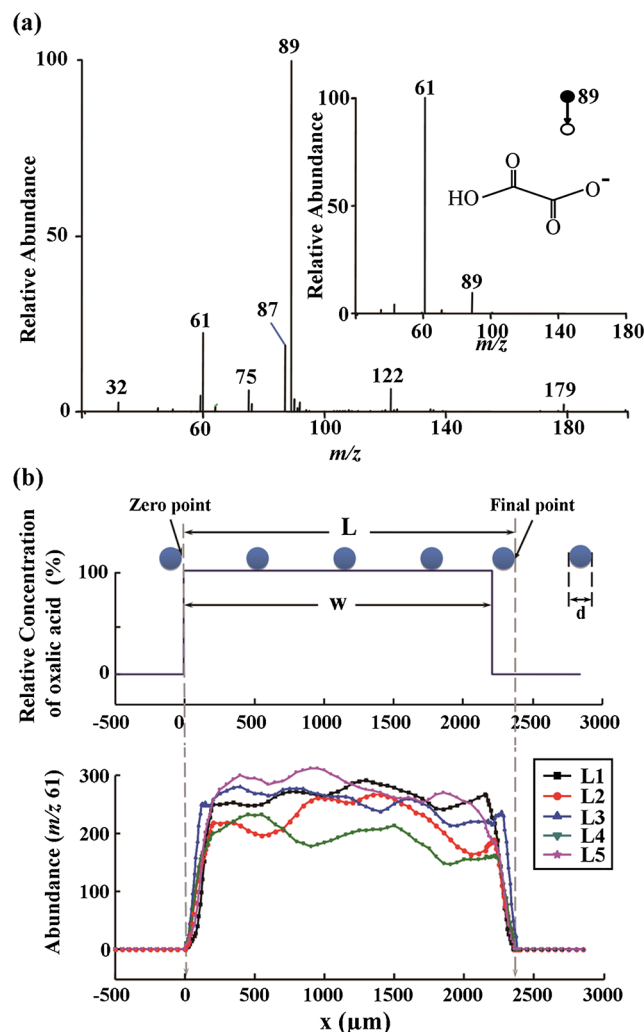 (a)
89
100
Relative Abundance
50
0
32
61
75
87
122
179
60
100
140
180
m/z
100
Relative Abundance
50
0
61
89
60
100
140
180
m/z
89
O
HO
O-
O
(b)
Zero point
Final point
L
w
d
Relative Concentration
of oxalic acid (%)
100
0
-500
0
500
1000
1500
2000
2500
3000
Abundance (m/z 61)
300
200
100
0
L1
L2
L3
L4
L5
-500
0
500
1000
1500
2000
2500
3000
x (μm)